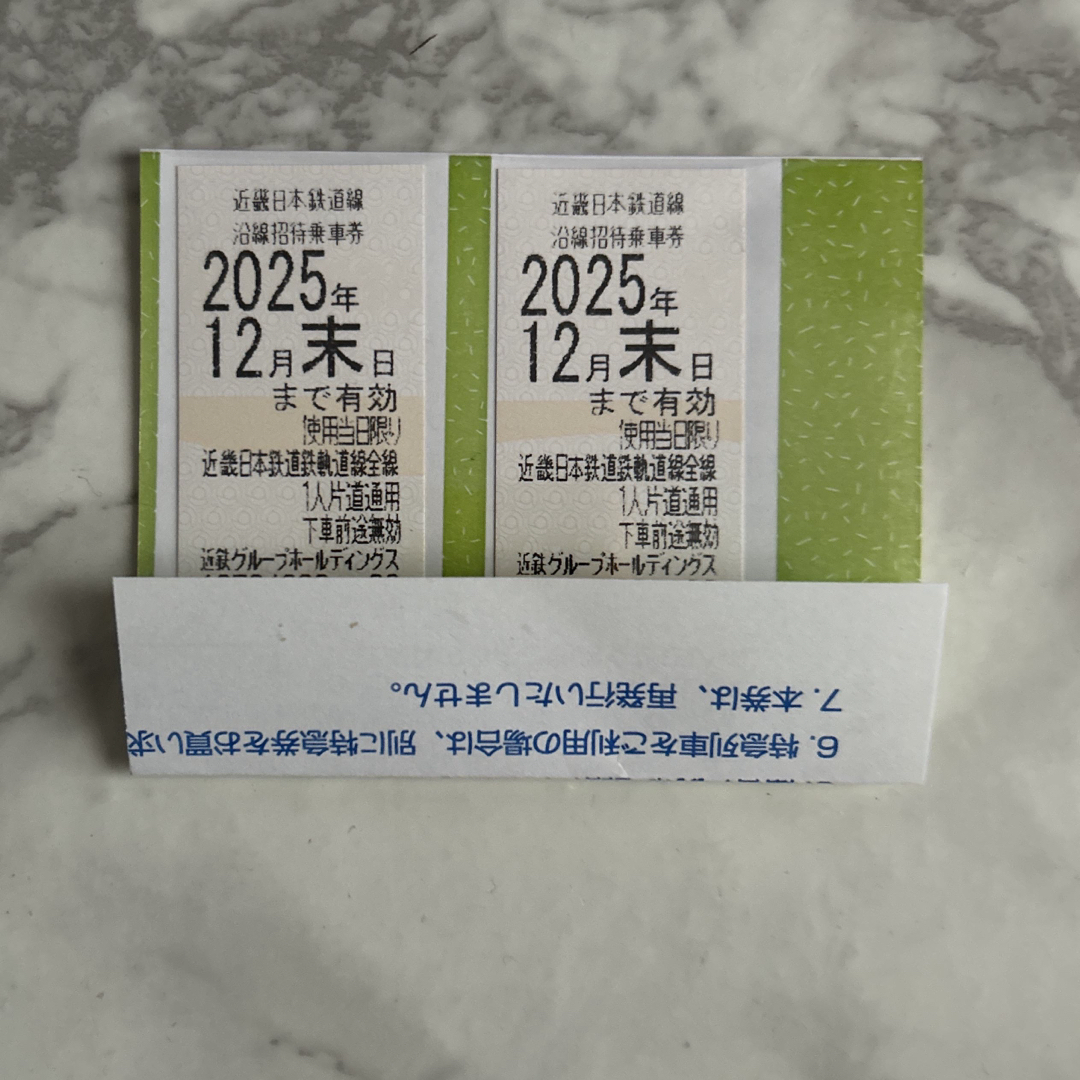 近畿日本鉄道線
沿線招待乗車券
2025年
12月末日
まで有効
使用当日限り
近畿日本鉄道鉄軌道線全線
1人片道通用
下車前途無効
近鉄グループホールディングス
近畿日本鉄道線
沿線招待乗車券
2025年
12月末日
まで有効
使用当日限り
近畿日本鉄道鉄軌道線全線
1人片道通用
下車前途無効
近鉄グループホールディングス
6. 特急列車をご利用の場合は、別に特急券をお買い求
7. 本券は、再発行いたしません。